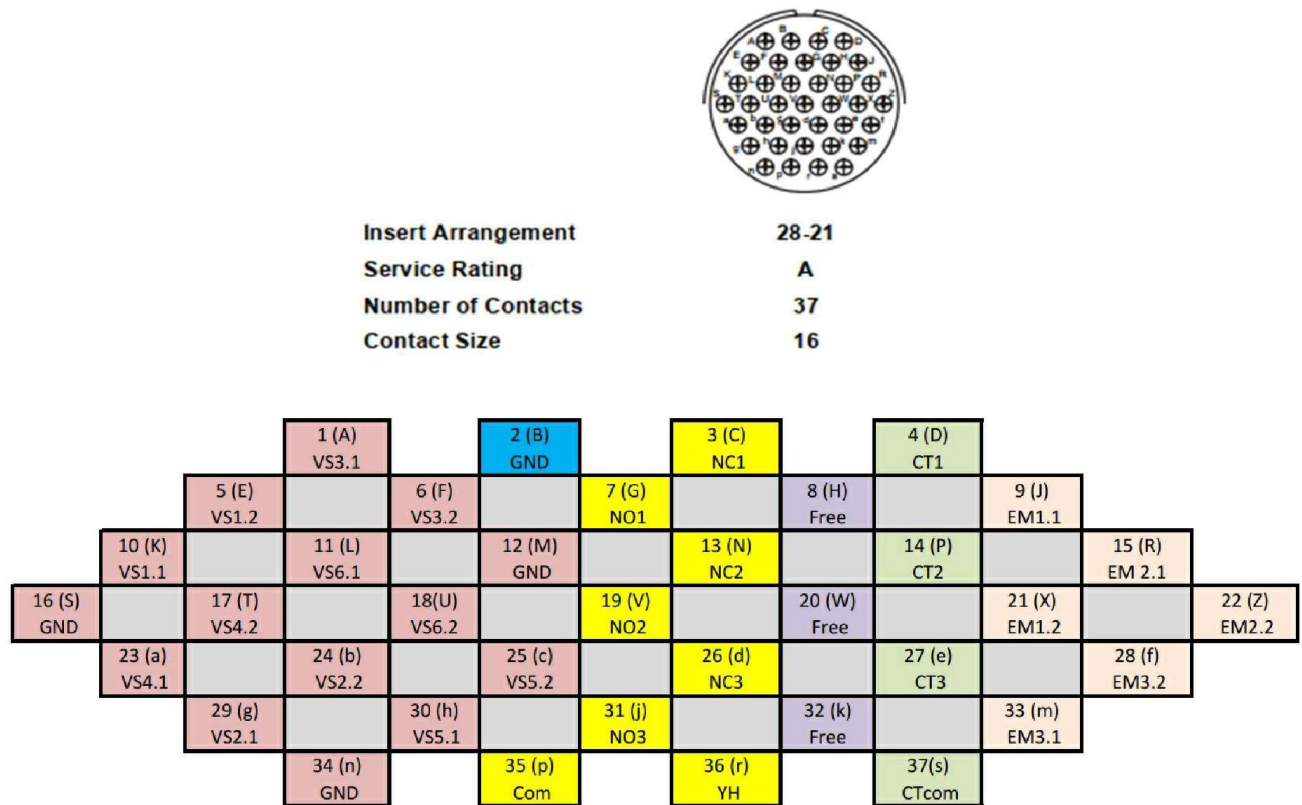 A B C D
E F G H J
K L M N P R
S T U V W X Z
a b c d e f
g h j k m
n p r s
Insert Arrangement 28-21
Service Rating A
Number of Contacts 37
Contact Size 16
1 (A) 2 (B) 3 (C) 4 (D)
VS3.1 GND NC1 CT1
5 (E) 6 (F) 7 (G) 8 (H) 9 (J)
VS1.2 VS3.2 NO1 Free EM1.1
10 (K) 11 (L) 12 (M) 13 (N) 14 (P) 15 (R)
VS1.1 VS6.1 GND NC2 CT2 EM 2.1
16 (S) 17 (T) 18(U) 19 (V) 20 (W) 21 (X) 22 (Z)
GND VS4.2 VS6.2 NO2 Free EM1.2 EM2.2
23 (a) 24 (b) 25 (c) 26 (d) 27 (e) 28 (f)
VS4.1 VS2.2 VS5.2 NC3 CT3 EM3.2
29 (g) 30 (h) 31 (j) 32 (k) 33 (m)
VS2.1 VS5.1 NO3 Free EM3.1
34 (n) 35 (p) 36 (r) 37(s)
GND Com YH CTcom